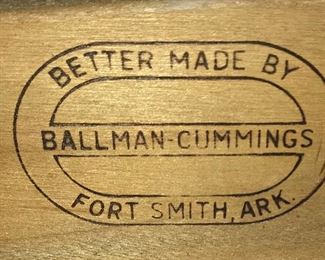 BETTER MADE BY
BALLMAN-CUMMINGS
FORT SMITH, ARK.